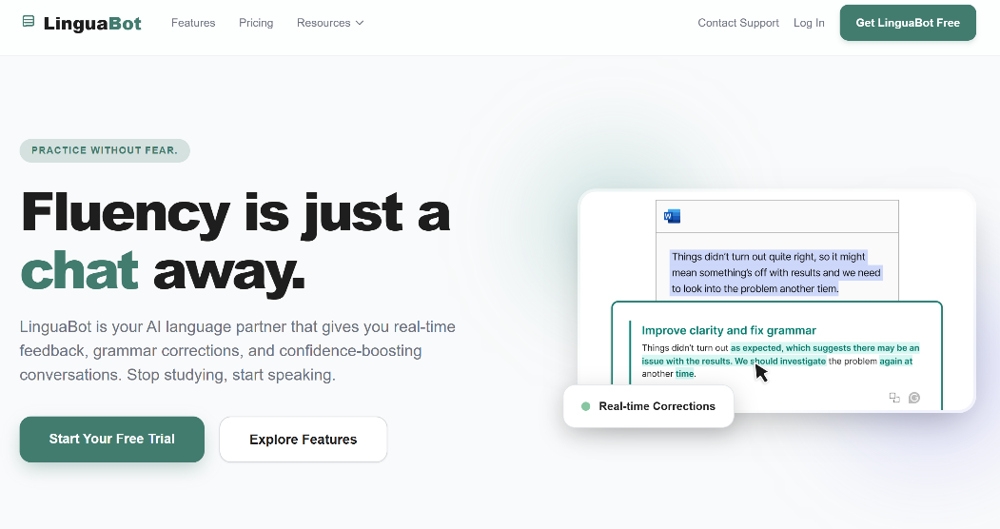 LinguaBot
Features
Pricing
Resources
Contact Support
Log In
Get LinguaBot Free
PRACTICE WITHOUT FEAR.
Fluency is just a
chat away.
LinguaBot is your AI language partner that gives you real-time
feedback, grammar corrections, and confidence-boosting
conversations. Stop studying, start speaking.
Start Your Free Trial
Explore Features
W
Things didn't turn out quite right, so it might
mean something's off with results and we need
to look into the problem another tiem.
Improve clarity and fix grammar
Things didn't turn out as expected, which suggests there may be an
issue with the results. We should investigate the problem again at
another time.
Real-time Corrections